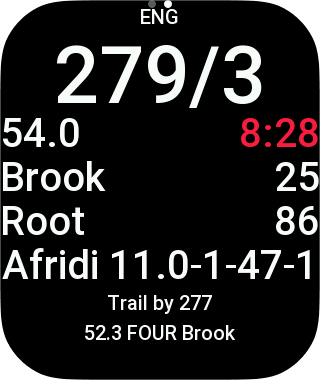 ENG
279/3
54.0 8:28
Brook 25
Root 86
Afridi 11.0-1-47-1
Trail by 277
52.3 FOUR Brook